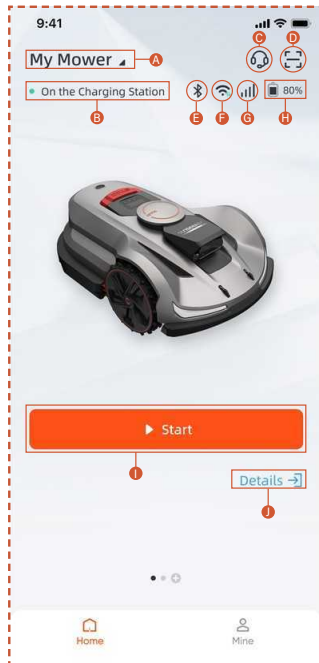 9:41
C D
My Mower A
On the Charging Station 80%
B E F G H
Start
I
Details
J
Home Mine